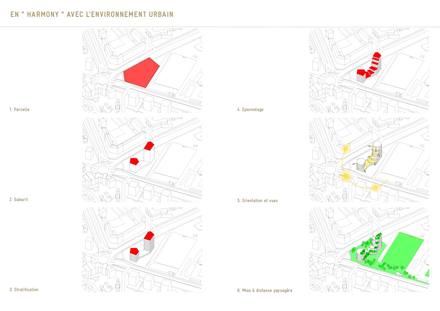 EN " HARMONY " AVEC L'ENVIRONNEMENT URBAIN
1. Parcelle
4. Epannelage
2. Gabarit
5. Orientation et vues
3. Stratification
6. Mise à distance paysagère